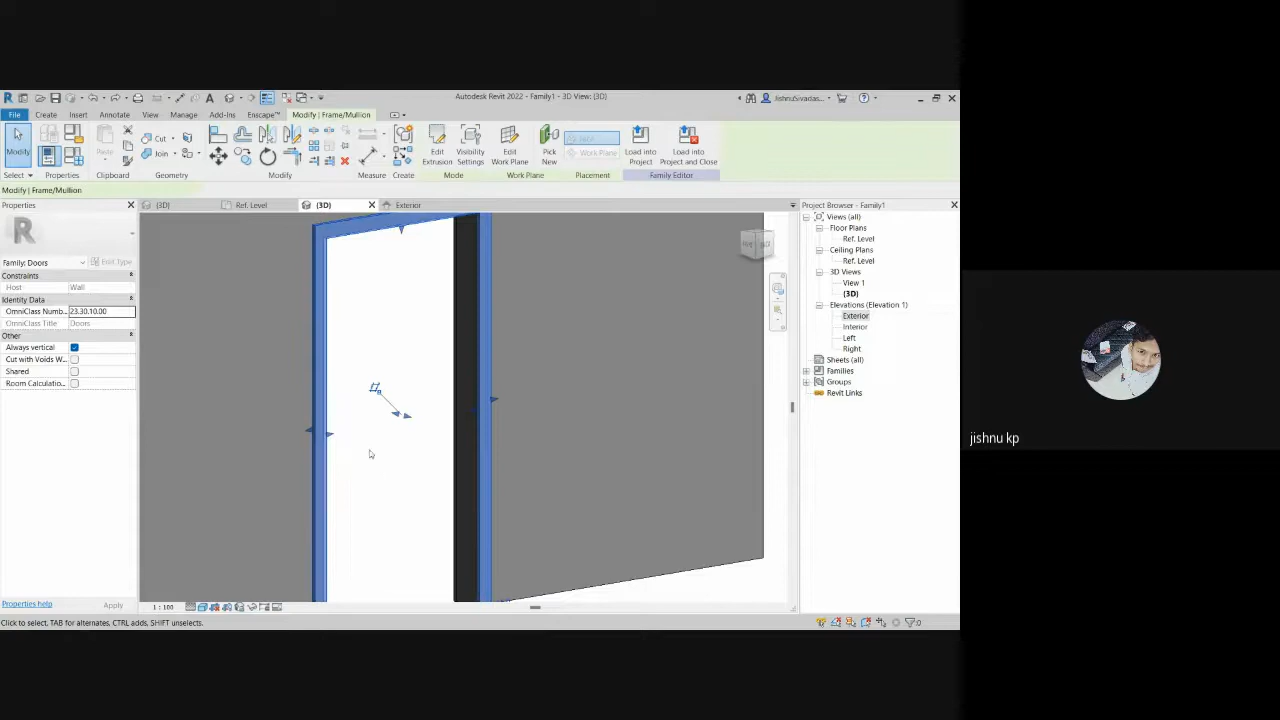 Autodesk Revit 2022 - Family1 - 3D View: {3D}
JishnuSivadas...
File Create Insert Annotate View Manage Add-Ins Enscape™ Modify | Frame/Mullion
Modify
Paste
Cut
Join
Edit Extrusion
Visibility Settings
Edit Work Plane
Pick New
Work Plane
Load into Project
Load into Project and Close
Select Properties Clipboard Geometry Modify Measure Create Mode Work Plane Placement Family Editor
Modify | Frame/Mullion
Properties
{3D} Ref. Level {3D} Exterior
Project Browser - Family1
R
Family: Doors
Edit Type
Constraints
Host Wall
Identity Data
OmniClass Numb... 23.30.10.00
OmniClass Title Doors
Other
Always vertical
Cut with Voids W...
Shared
Room Calculatio...
Properties help
Apply
Views (all)
Floor Plans
Ref. Level
Ceiling Plans
Ref. Level
3D Views
View 1
{3D}
Elevations (Elevation 1)
Exterior
Interior
Left
Right
Sheets (all)
Families
Groups
Revit Links
jishnu kp
1 : 100
Click to select, TAB for alternates, CTRL adds, SHIFT unselects.
:0